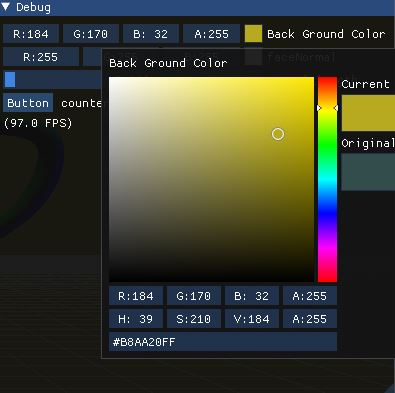 Debug
R:184 G:170 B: 32 A:255 Back Ground Color
R:255 faceNormal
Button counte
(97.0 FPS)
Back Ground Color
Current
Original
R:184 G:170 B: 32 A:255
H: 39 S:210 V:184 A:255
#B8AA20FF